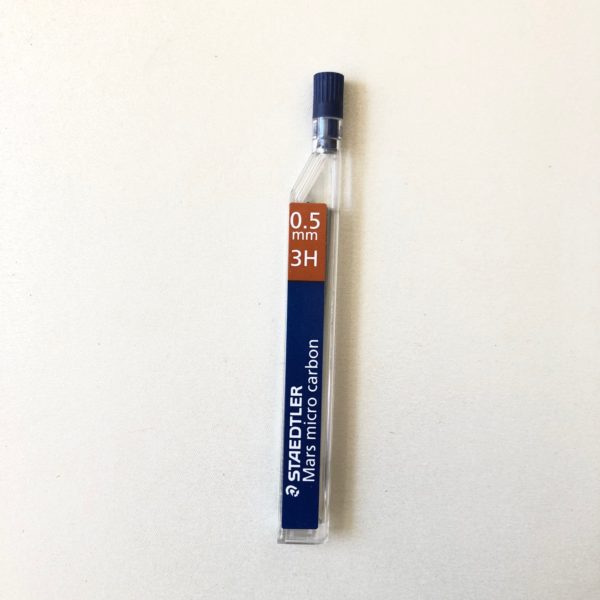 0.5
mm
3H
STAEDTLER
Mars micro carbon